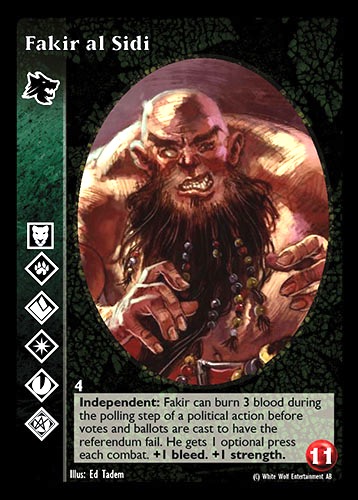 Fakir al Sidi
4
Independent: Fakir can burn 3 blood during
the polling step of a political action before
votes and ballots are cast to have the
referendum fail. He gets 1 optional press
each combat. +1 bleed. +1 strength.
11
Illus: Ed Tadem
(C) White Wolf Entertainment AB